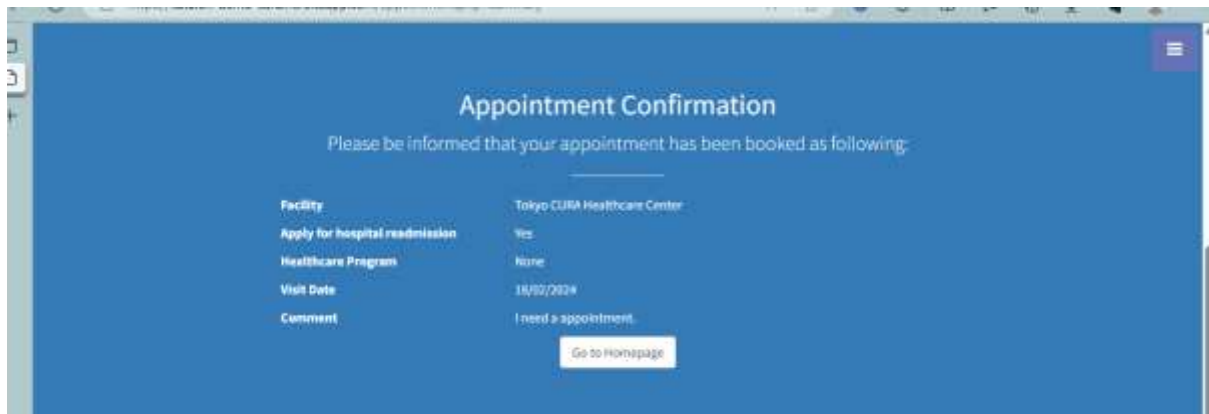 Appointment Confirmation
Please be informed that your appointment has been booked as following:
Facility Tokyo CURA Healthcare Center
Apply for hospital readmission Yes
Healthcare Program None
Visit Date 18/02/2024
Comment I need a appointment.
Go to Homepage